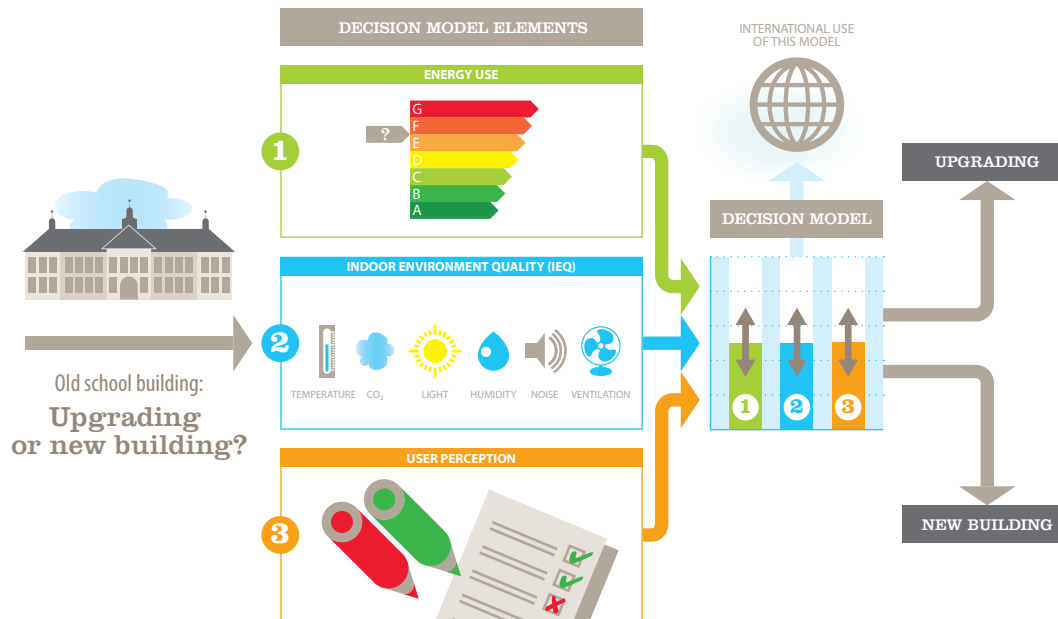 DECISION MODEL ELEMENTS
INTERNATIONAL USE
OF THIS MODEL
ENERGY USE
G
F
E
D
C
B
A
?
1
UPGRADING
DECISION MODEL
Old school building:
Upgrading
or new building?
INDOOR ENVIRONMENT QUALITY (IEQ)
2
TEMPERATURE
CO₂
LIGHT
HUMIDITY
NOISE
VENTILATION
1
2
3
USER PERCEPTION
3
NEW BUILDING